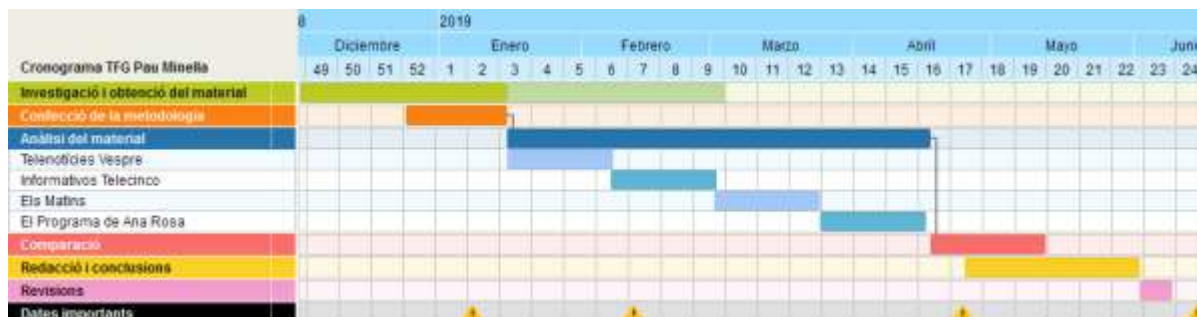 8 2019
Diciembre Enero Febrero Marzo Abril Mayo Juni
Cronograma TFG Pau Minella 49 50 51 52 1 2 3 4 5 6 7 8 9 10 11 12 13 14 15 16 17 18 19 20 21 22 23 24
Investigació i obtenció del material
Confecció de la metodologia
Anàlisi del material
Telenotícies Vespre
Informativos Telecinco
Els Matins
El Programa de Ana Rosa
Comparació
Redacció i conclusions
Revisions
Dates importants